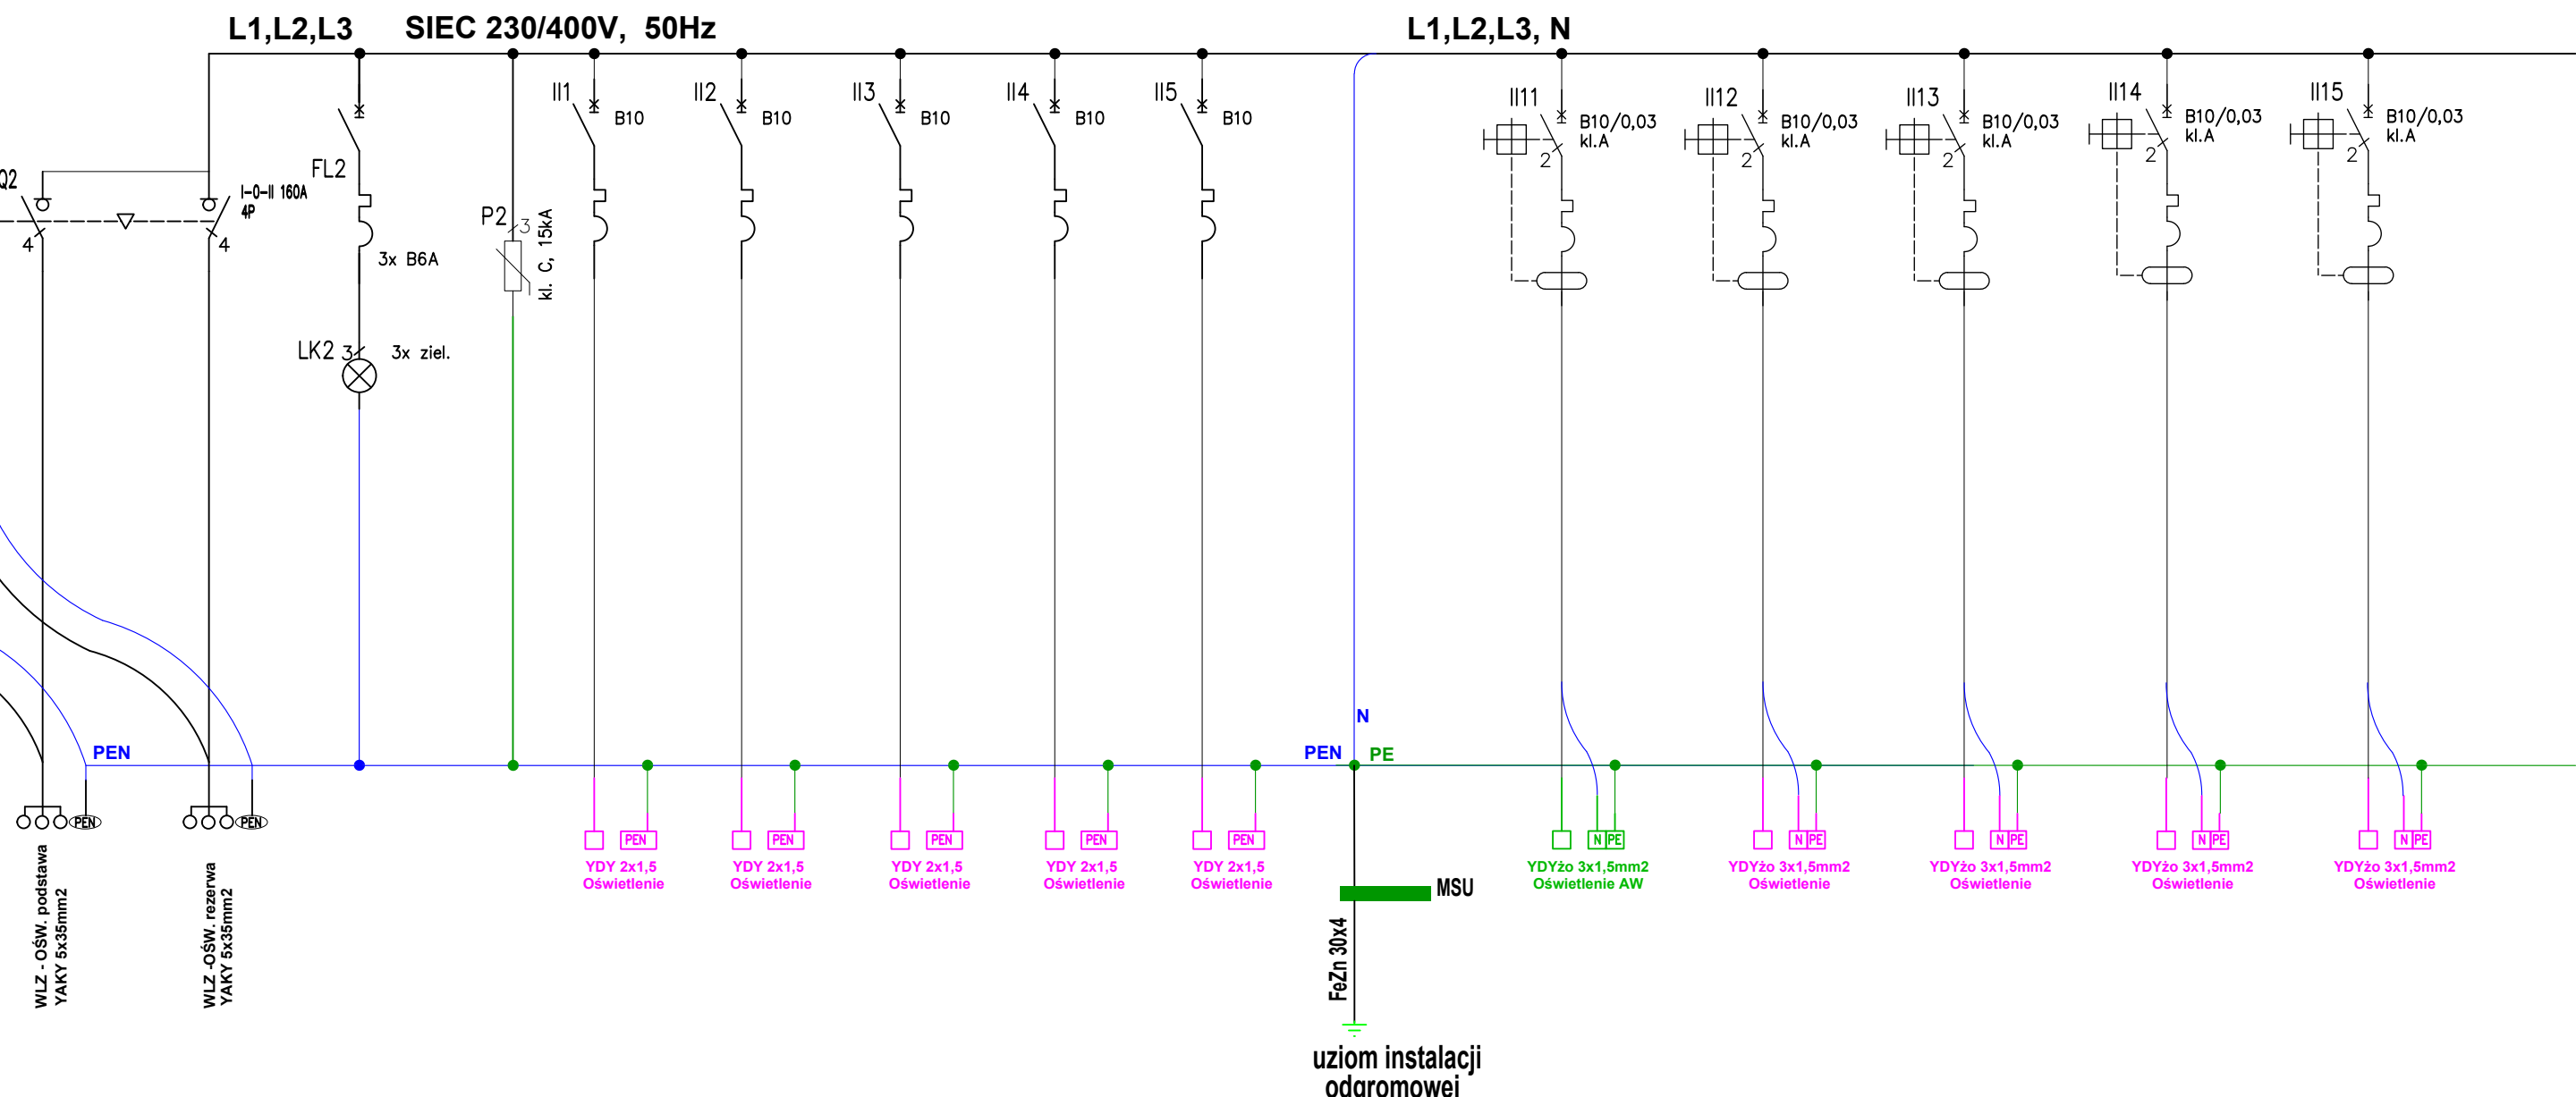 L1,L2,L3 SIEC 230/400V, 50Hz L1,L2,L3, N
Q2
4
4
I-0-II 160A
4P
FL2
3x B6A
LK2 3 3x ziel.
P2
3
kl. C, 15kA
II1 B10
II2 B10
II3 B10
II4 B10
II5 B10
II11 B10/0,03
kl.A
2
II12 B10/0,03
kl.A
2
II13 B10/0,03
kl.A
2
II14 B10/0,03
kl.A
2
II15 B10/0,03
kl.A
2
N
PEN
PEN PE
PEN
PEN
PEN
PEN
PEN
PEN
PEN
N PE
N PE
N PE
N PE
N PE
WLZ - OŚW. podstawa
YAKY 5x35mm2
WLZ -OŚW. rezerwa
YAKY 5x35mm2
YDY 2x1,5
Oświetlenie
YDY 2x1,5
Oświetlenie
YDY 2x1,5
Oświetlenie
YDY 2x1,5
Oświetlenie
YDY 2x1,5
Oświetlenie
MSU
FeZn 30x4
uziom instalacji
odgromowej
YDYżo 3x1,5mm2
Oświetlenie AW
YDYżo 3x1,5mm2
Oświetlenie
YDYżo 3x1,5mm2
Oświetlenie
YDYżo 3x1,5mm2
Oświetlenie
YDYżo 3x1,5mm2
Oświetlenie